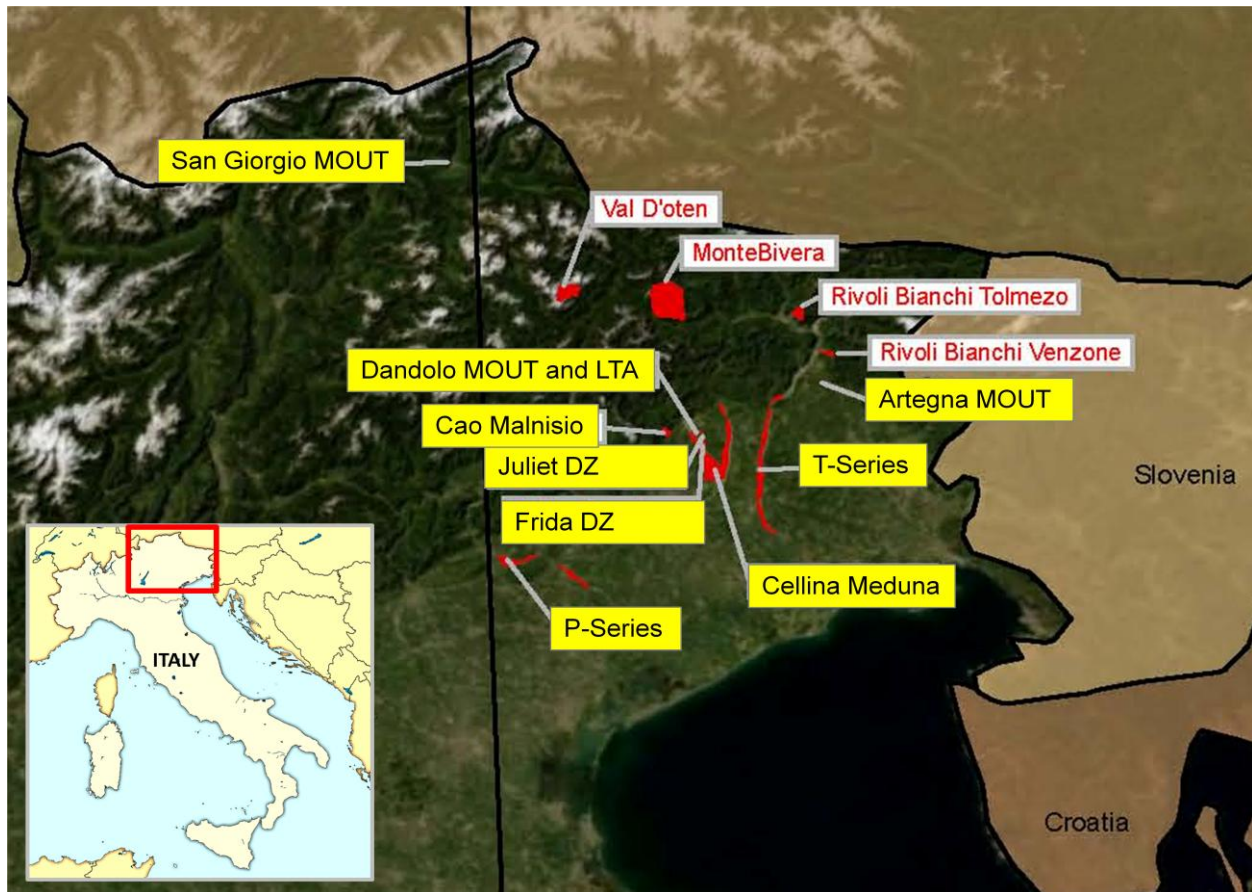 San Giorgio MOUT
Val D'oten
MonteBivera
Rivoli Bianchi Tolmezo
Rivoli Bianchi Venzone
Dandolo MOUT and LTA
Artegna MOUT
Cao Malnisio
Juliet DZ
T-Series
Slovenia
Frida DZ
Cellina Meduna
P-Series
ITALY
Croatia